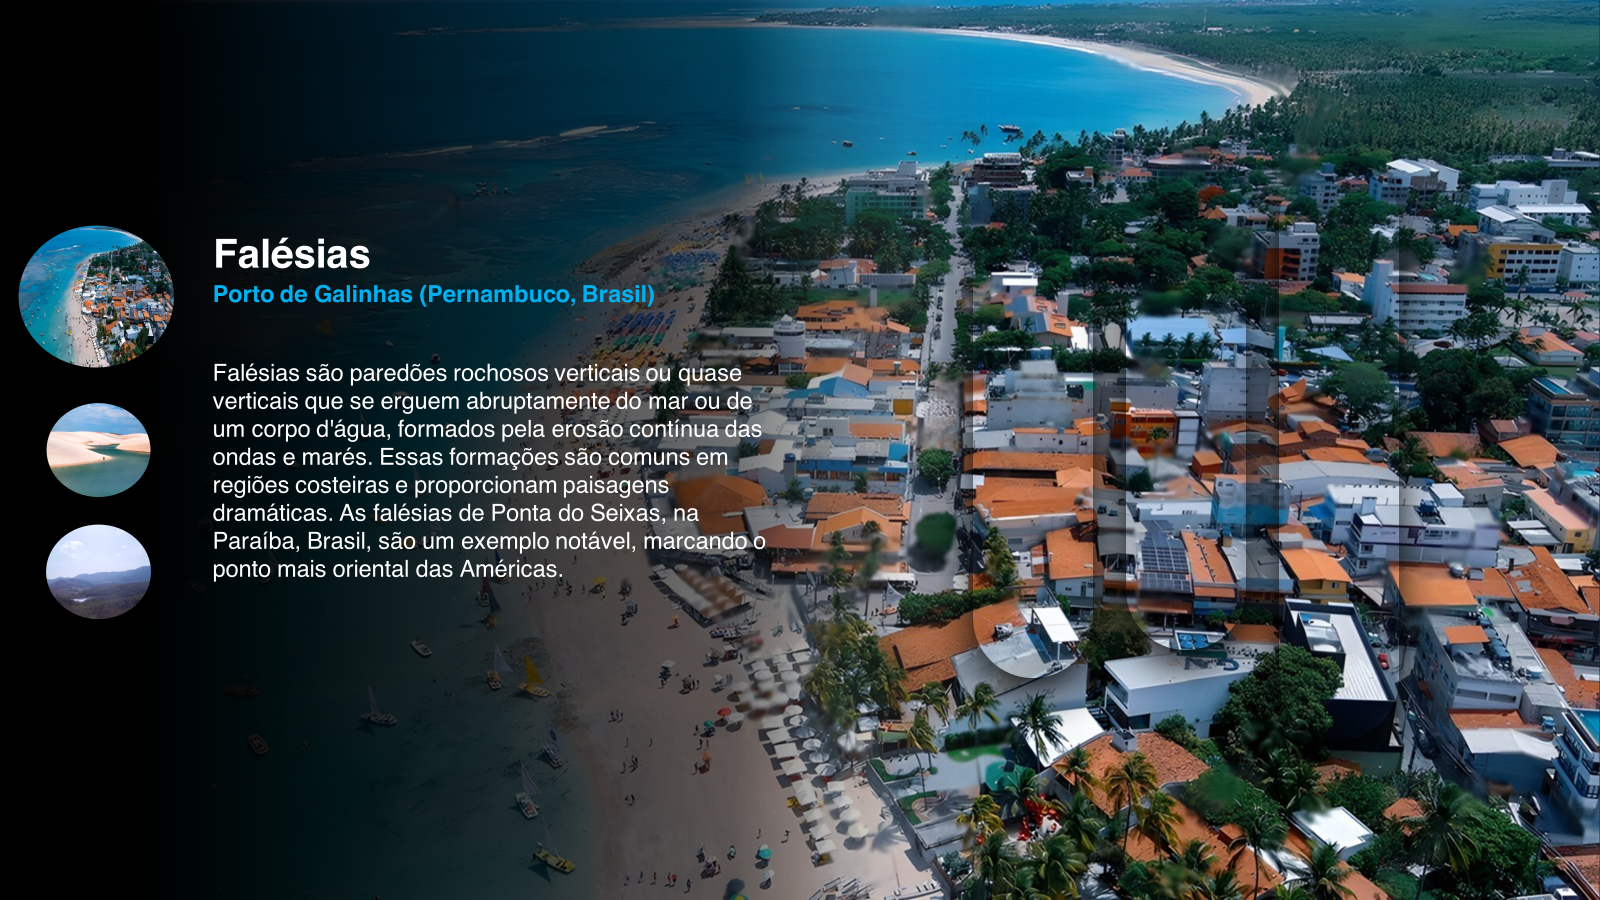 Falésias
Porto de Galinhas (Pernambuco, Brasil)
Falésias são paredões rochosos verticais ou quase
verticais que se erguem abruptamente do mar ou de
um corpo d'água, formados pela erosão contínua das
ondas e marés. Essas formações são comuns em
regiões costeiras e proporcionam paisagens
dramáticas. As falésias de Ponta do Seixas, na
Paraíba, Brasil, são um exemplo notável, marcando o
ponto mais oriental das Américas.